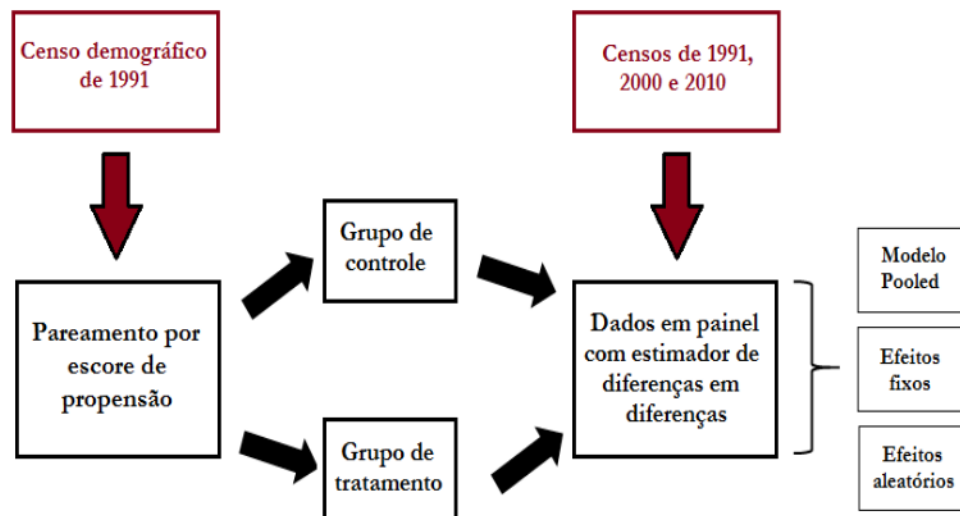 Censo demográfico
de 1991
Censos de 1991,
2000 e 2010
Grupo de
controle
Pareamento por
escore de
propensão
Grupo de
tratamento
Dados em painel
com estimador de
diferenças em
diferenças
Modelo
Pooled
Efeitos
fixos
Efeitos
aleatórios